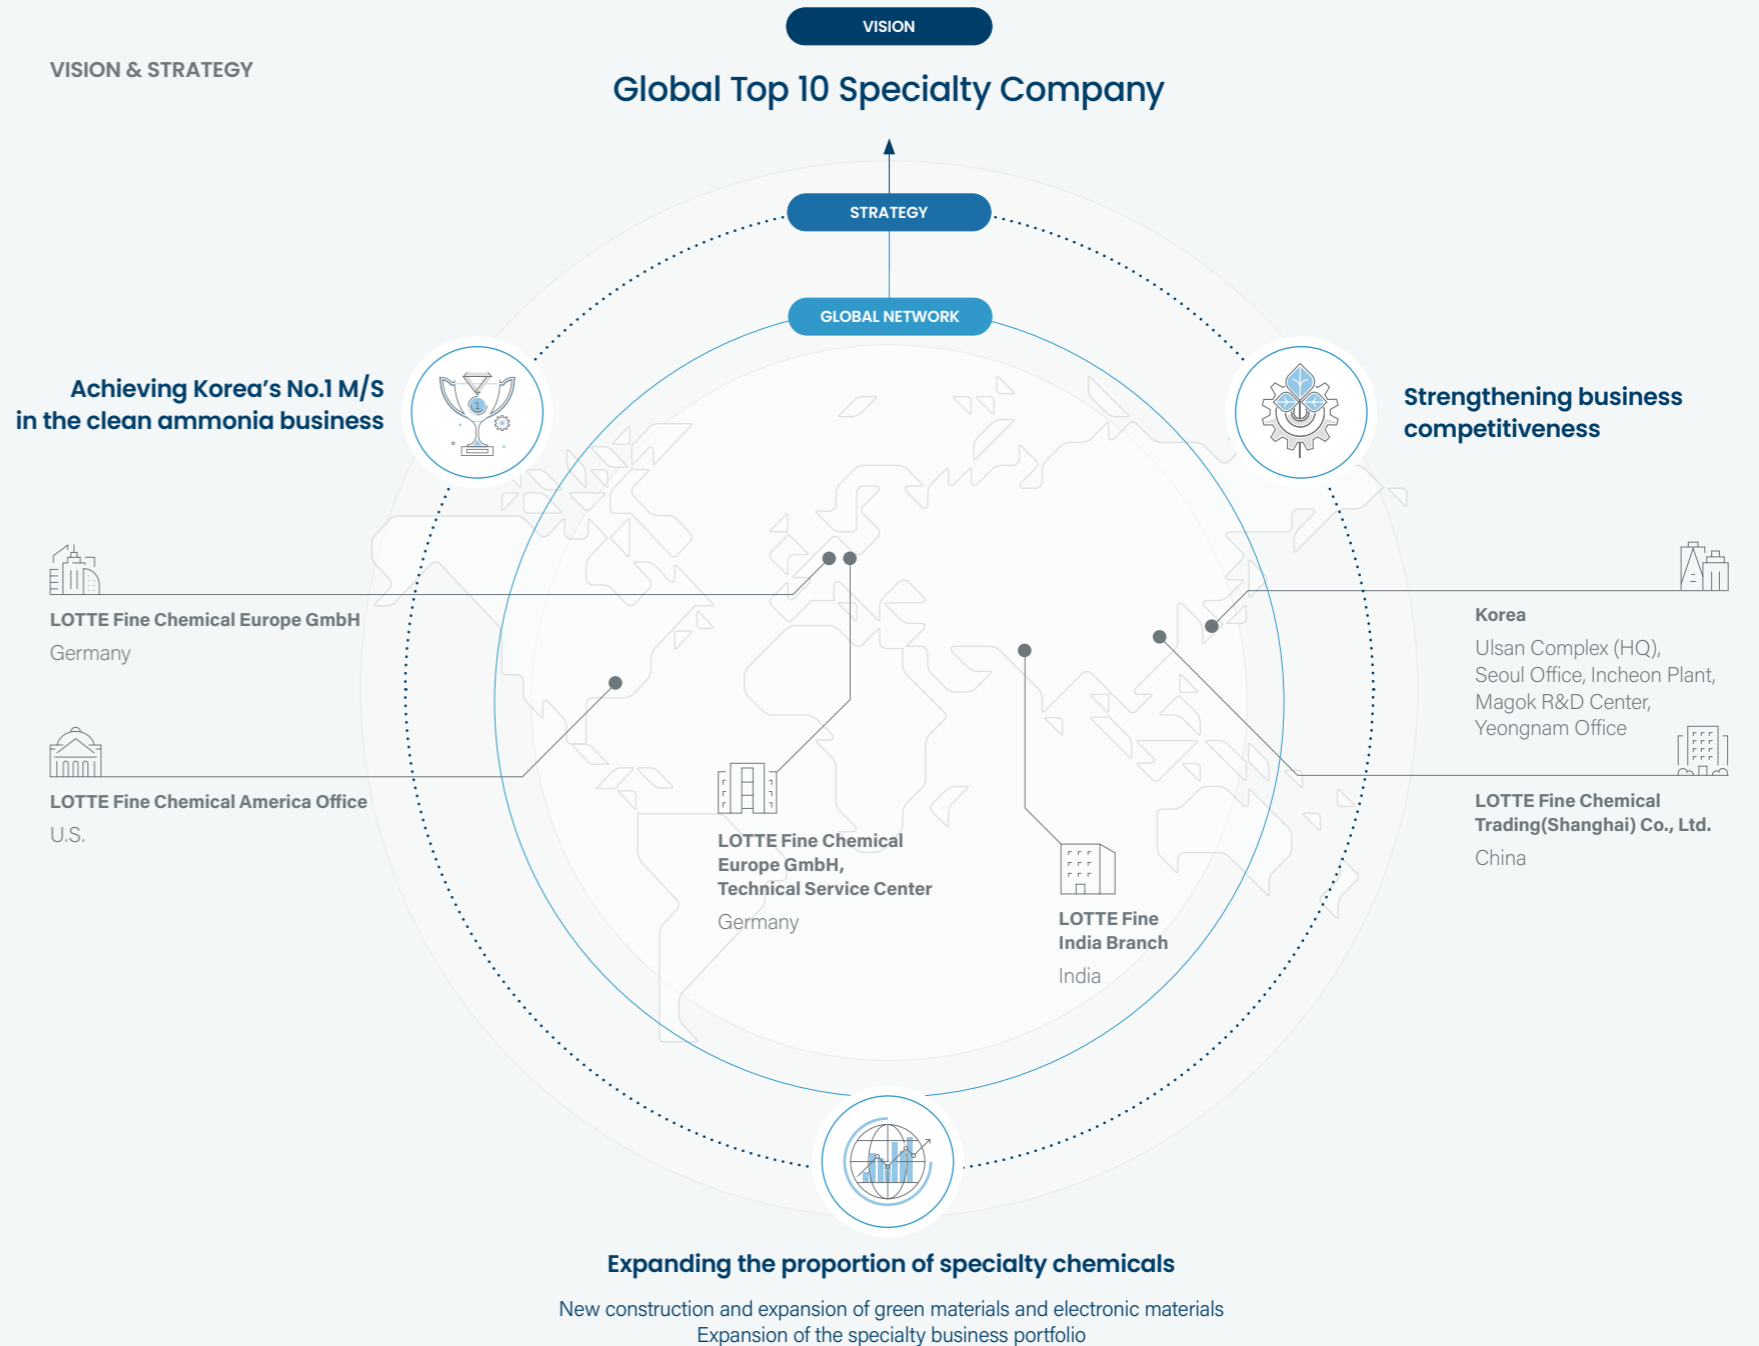 VISION
VISION & STRATEGY
Global Top 10 Specialty Company
STRATEGY
GLOBAL NETWORK
Achieving Korea's No.1 M/S
in the clean ammonia business
1
Strengthening business
competitiveness
LOTTE Fine Chemical Europe GmbH
Germany
Korea
Ulsan Complex (HQ),
Seoul Office, Incheon Plant,
Magok R&D Center,
Yeongnam Office
LOTTE Fine Chemical America Office
U.S.
LOTTE Fine Chemical
Trading(Shanghai) Co., Ltd.
China
LOTTE Fine Chemical
Europe GmbH,
Technical Service Center
Germany
LOTTE Fine
India Branch
India
Expanding the proportion of specialty chemicals
New construction and expansion of green materials and electronic materials
Expansion of the specialty business portfolio